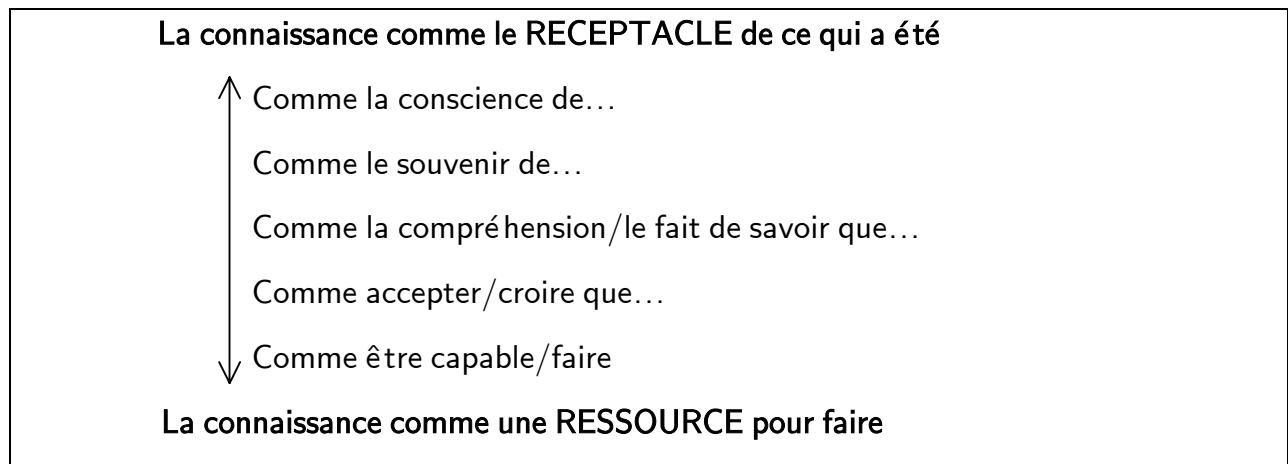 La connaissance comme le RECEPTACLE de ce qui a été
Comme la conscience de…
Comme le souvenir de…
Comme la compréhension/le fait de savoir que…
Comme accepter/croire que…
Comme être capable/faire
La connaissance comme une RESSOURCE pour faire